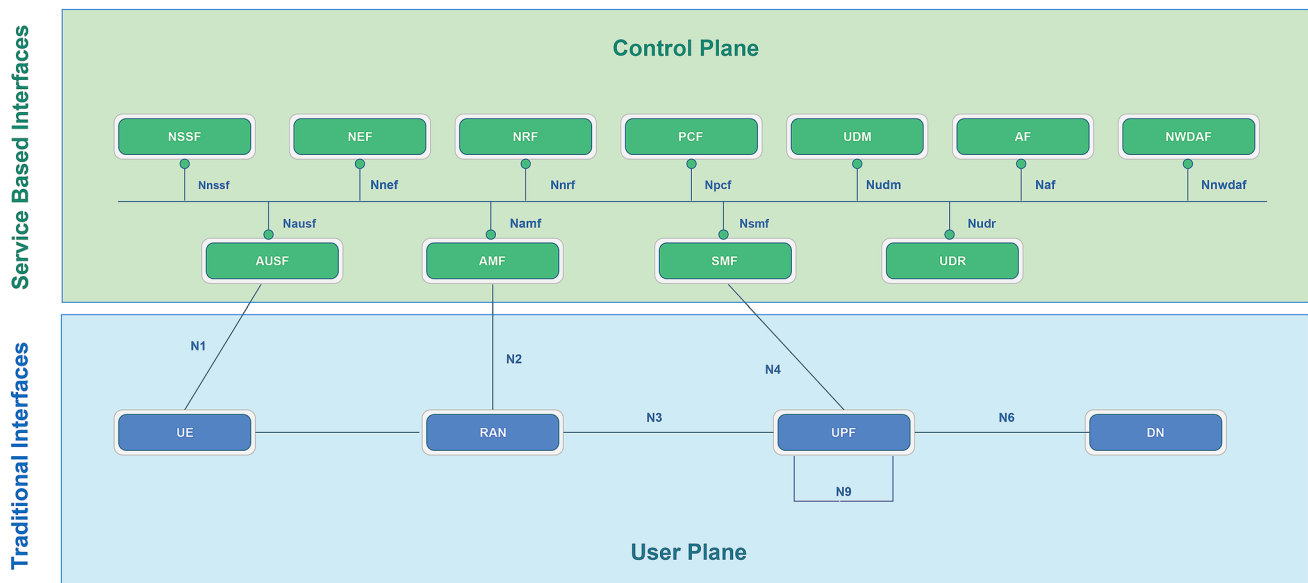 Service Based Interfaces
Control Plane
NSSF
NEF
NRF
PCF
UDM
AF
NWDAF
Nnssf
Nnef
Nnrf
Npcf
Nudm
Naf
Nnwdaf
Nausf
Namf
Nsmf
Nudr
AUSF
AMF
SMF
UDR
Traditional Interfaces
N1
N2
N4
N3
N6
UE
RAN
UPF
DN
N9
User Plane